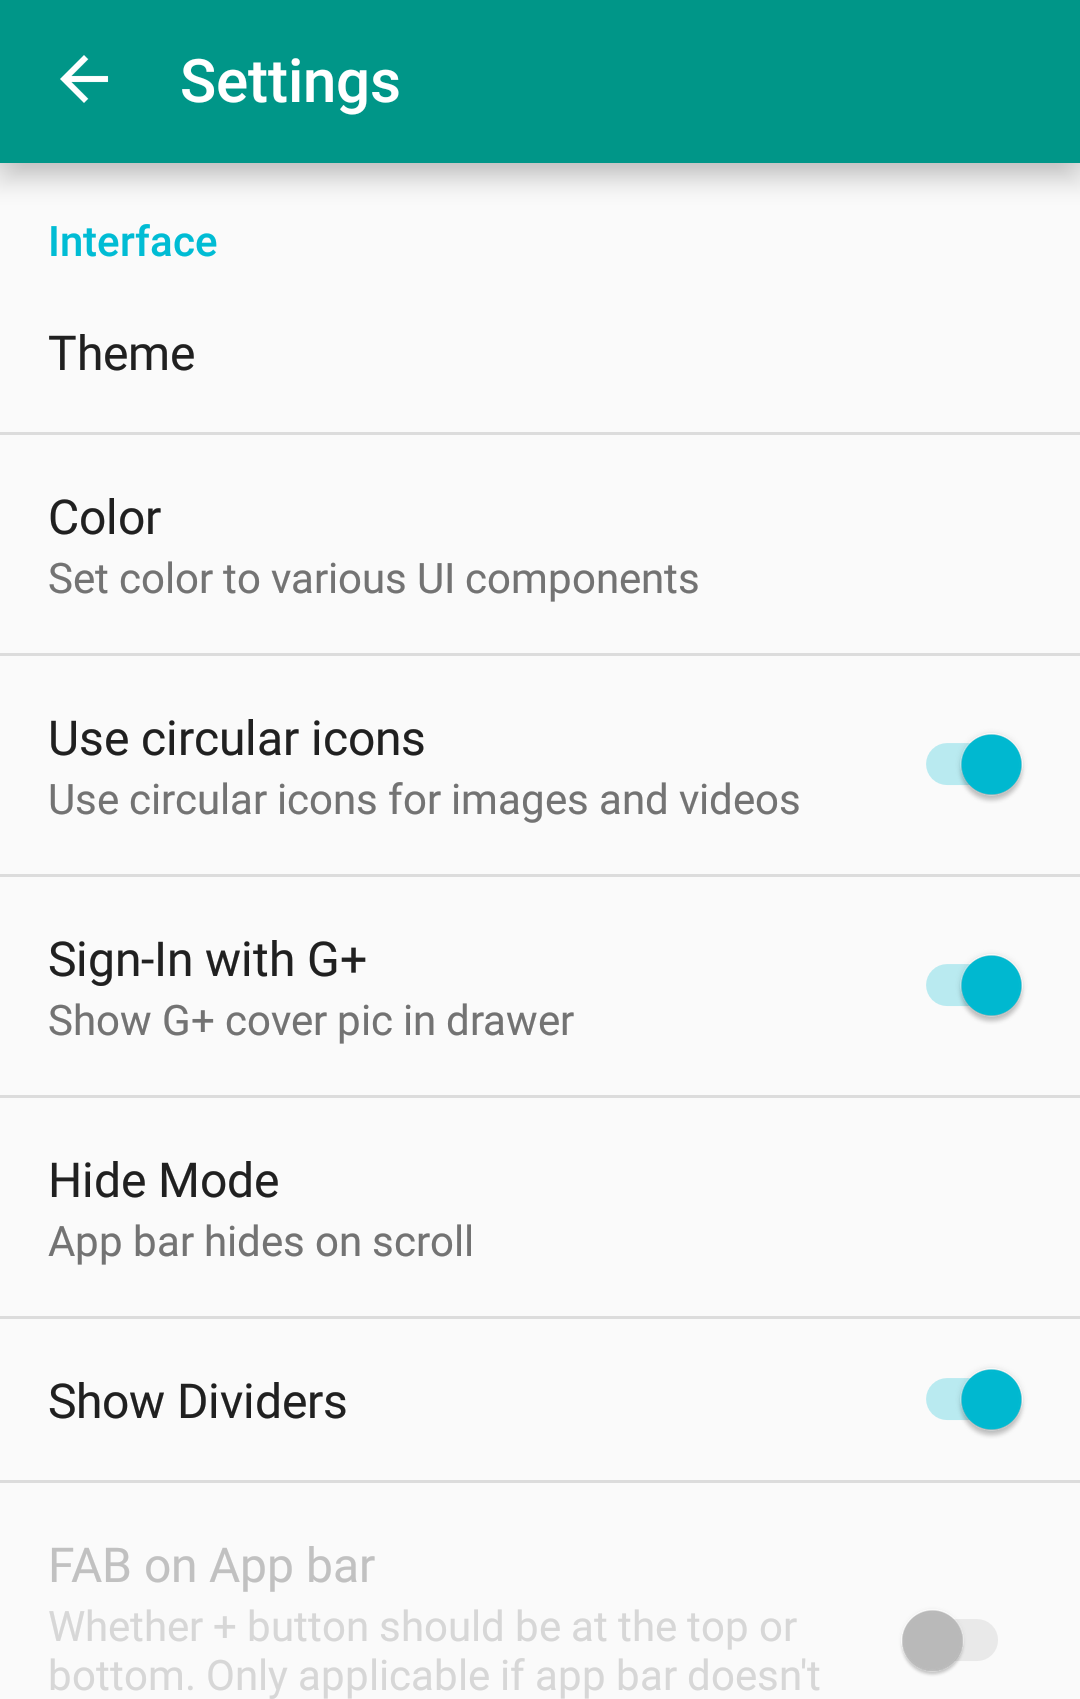 Settings
Interface
Theme
Color
Set color to various UI components
Use circular icons
Use circular icons for images and videos
Sign-In with G+
Show G+ cover pic in drawer
Hide Mode
App bar hides on scroll
Show Dividers
FAB on App bar
Whether + button should be at the top or
bottom. Only applicable if app bar doesn't